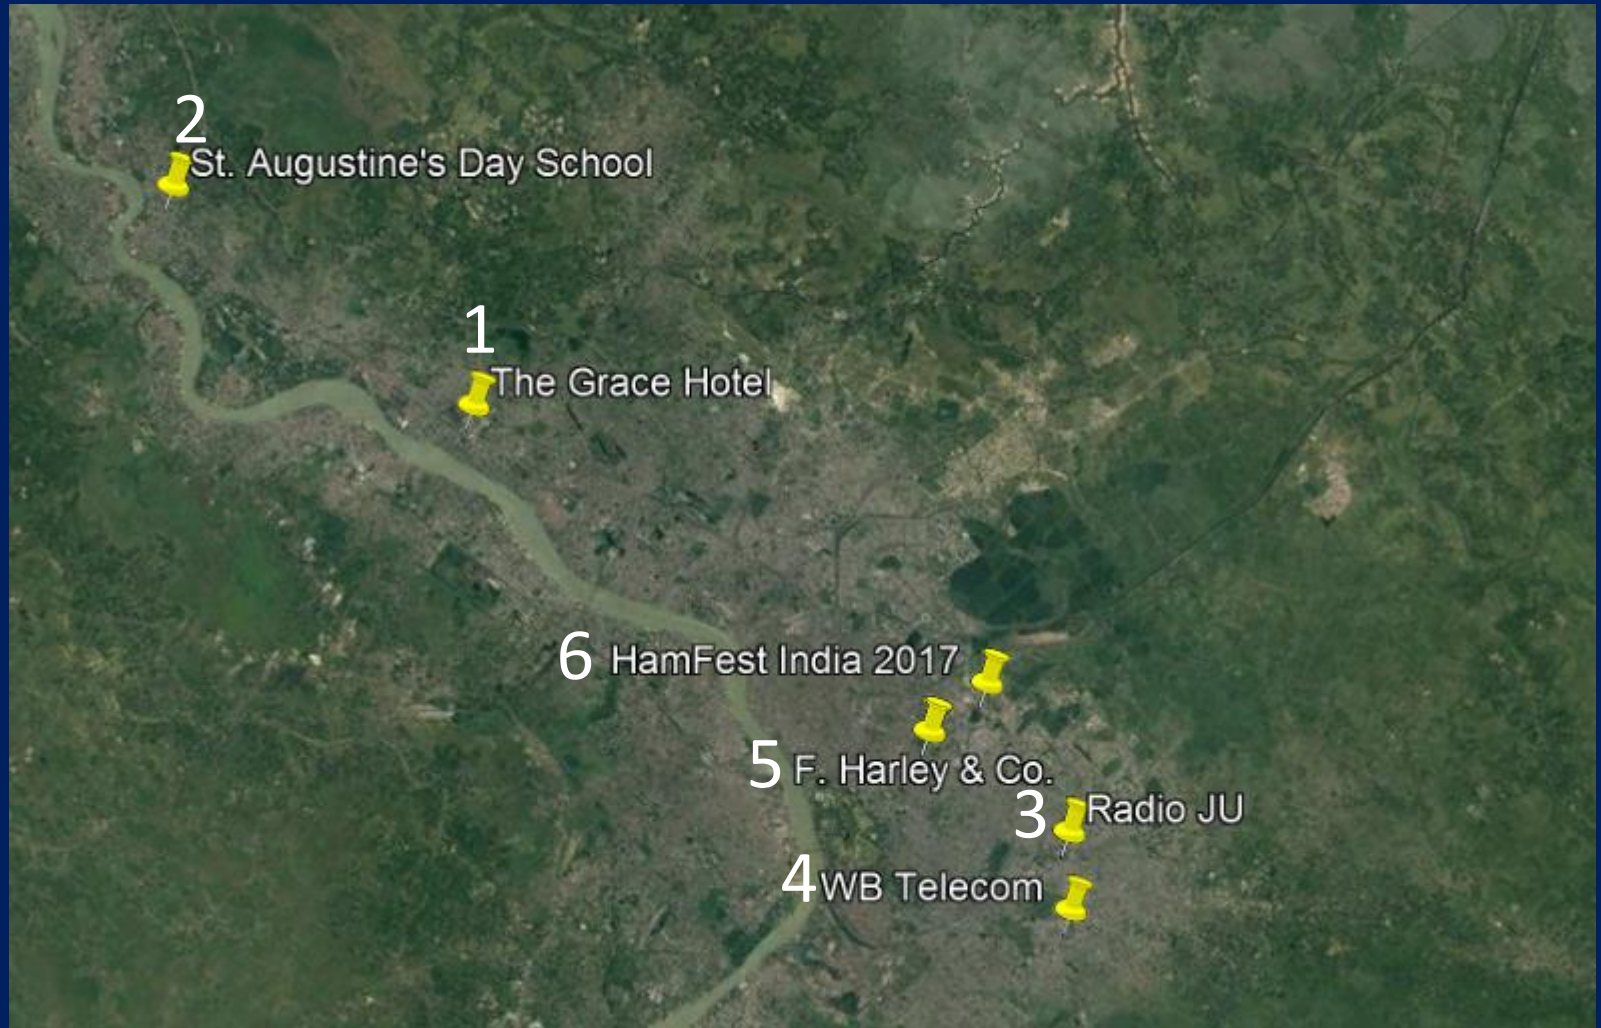 2
St. Augustine's Day School
1
The Grace Hotel
6 HamFest India 2017
5 F. Harley & Co.
3 Radio JU
4 WB Telecom